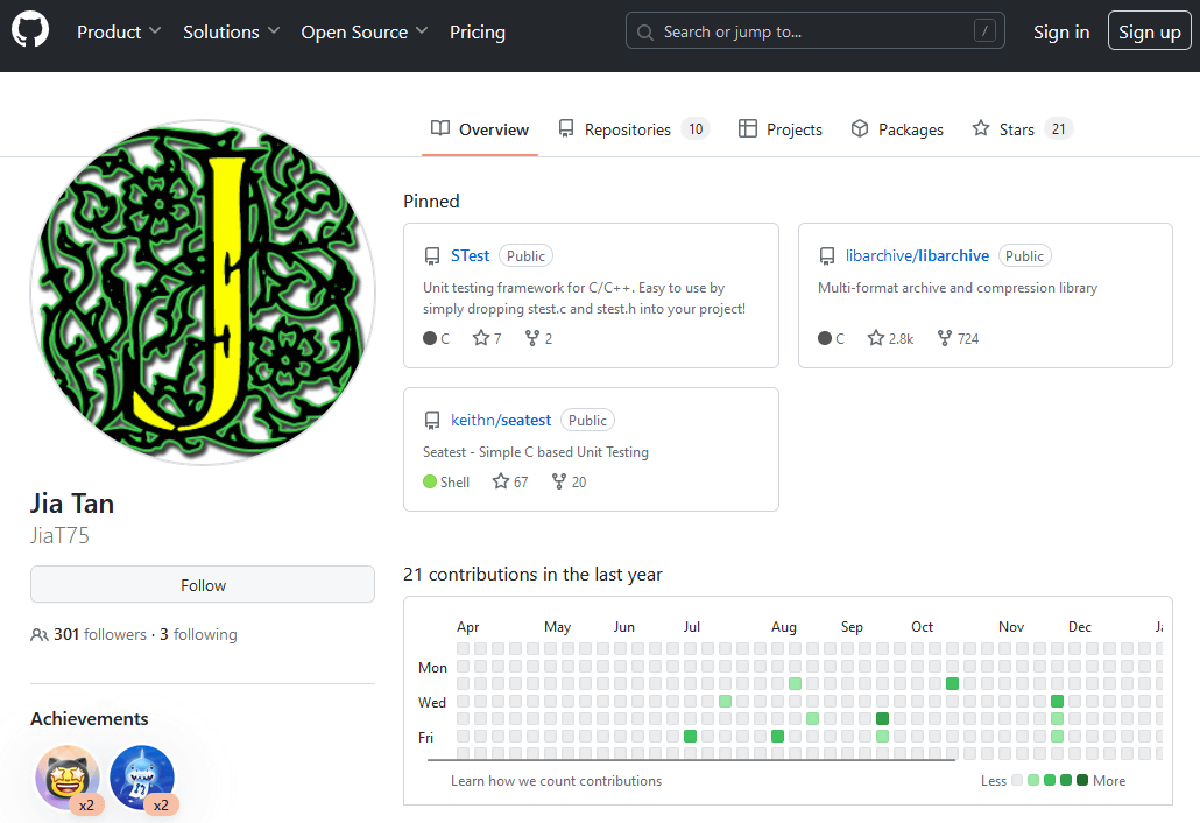 Product Solutions Open Source Pricing Search or jump to... / Sign in Sign up
Overview Repositories 10 Projects Packages Stars 21
J
Jia Tan
JiaT75
Follow
301 followers · 3 following
Achievements
x2 x2
Pinned
STest Public
Unit testing framework for C/C++. Easy to use by
simply dropping stest.c and stest.h into your project!
C 7 2
libarchive/libarchive Public
Multi-format archive and compression library
C 2.8k 724
keithn/seatest Public
Seatest - Simple C based Unit Testing
Shell 67 20
21 contributions in the last year
Apr May Jun Jul Aug Sep Oct Nov Dec
Mon
Wed
Fri
Learn how we count contributions Less More